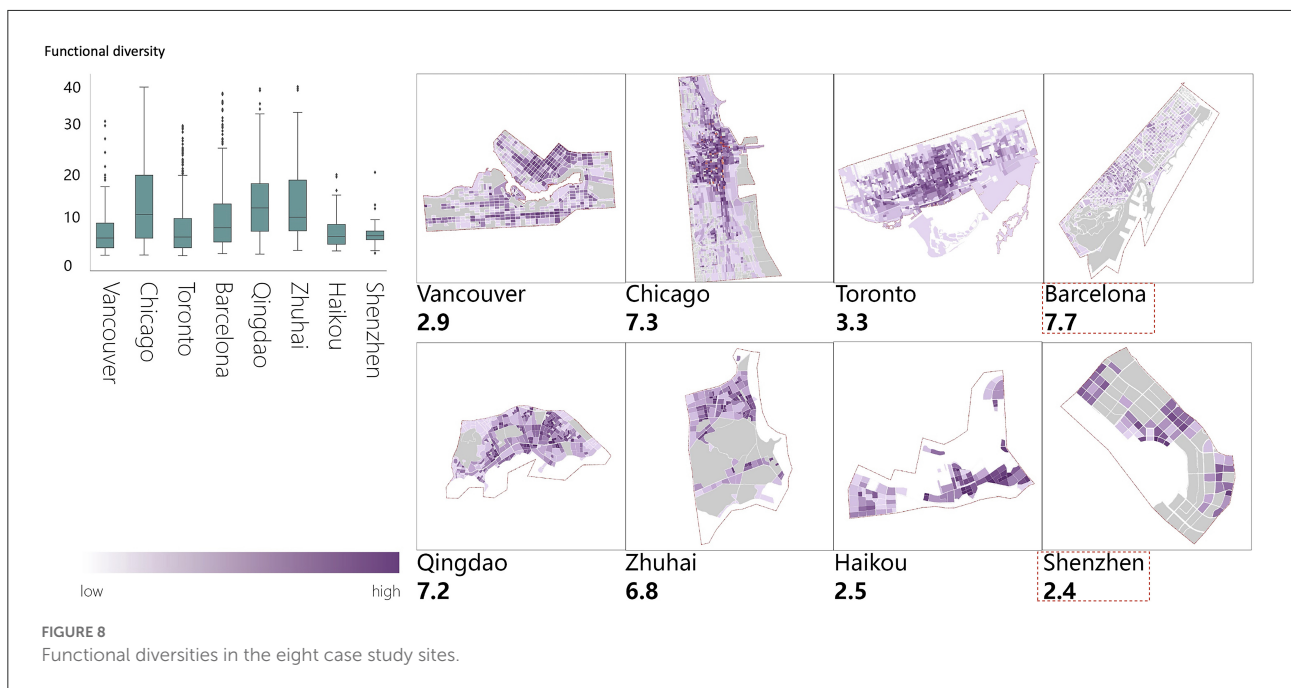 Functional diversity
40
30
20
10
0
Vancouver
Chicago
Toronto
Barcelona
Qingdao
Zhuhai
Haikou
Shenzhen
low
high
Vancouver
2.9
Chicago
7.3
Toronto
3.3
Barcelona
7.7
Qingdao
7.2
Zhuhai
6.8
Haikou
2.5
Shenzhen
2.4
FIGURE 8
Functional diversities in the eight case study sites.